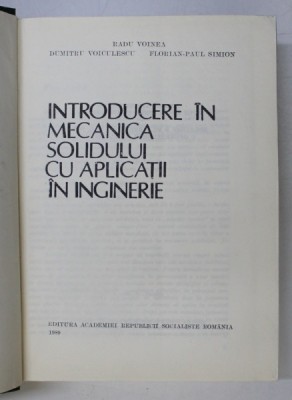 RADU VOINEA
DUMITRU VOICULESCU FLORIAN-PAUL SIMION
INTRODUCERE ÎN
MECANICA
SOLIDULUI
CU APLICAȚII
ÎN INGINERIE
EDITURA ACADEMIEI REPUBLICII SOCIALISTE ROMÂNIA
1989